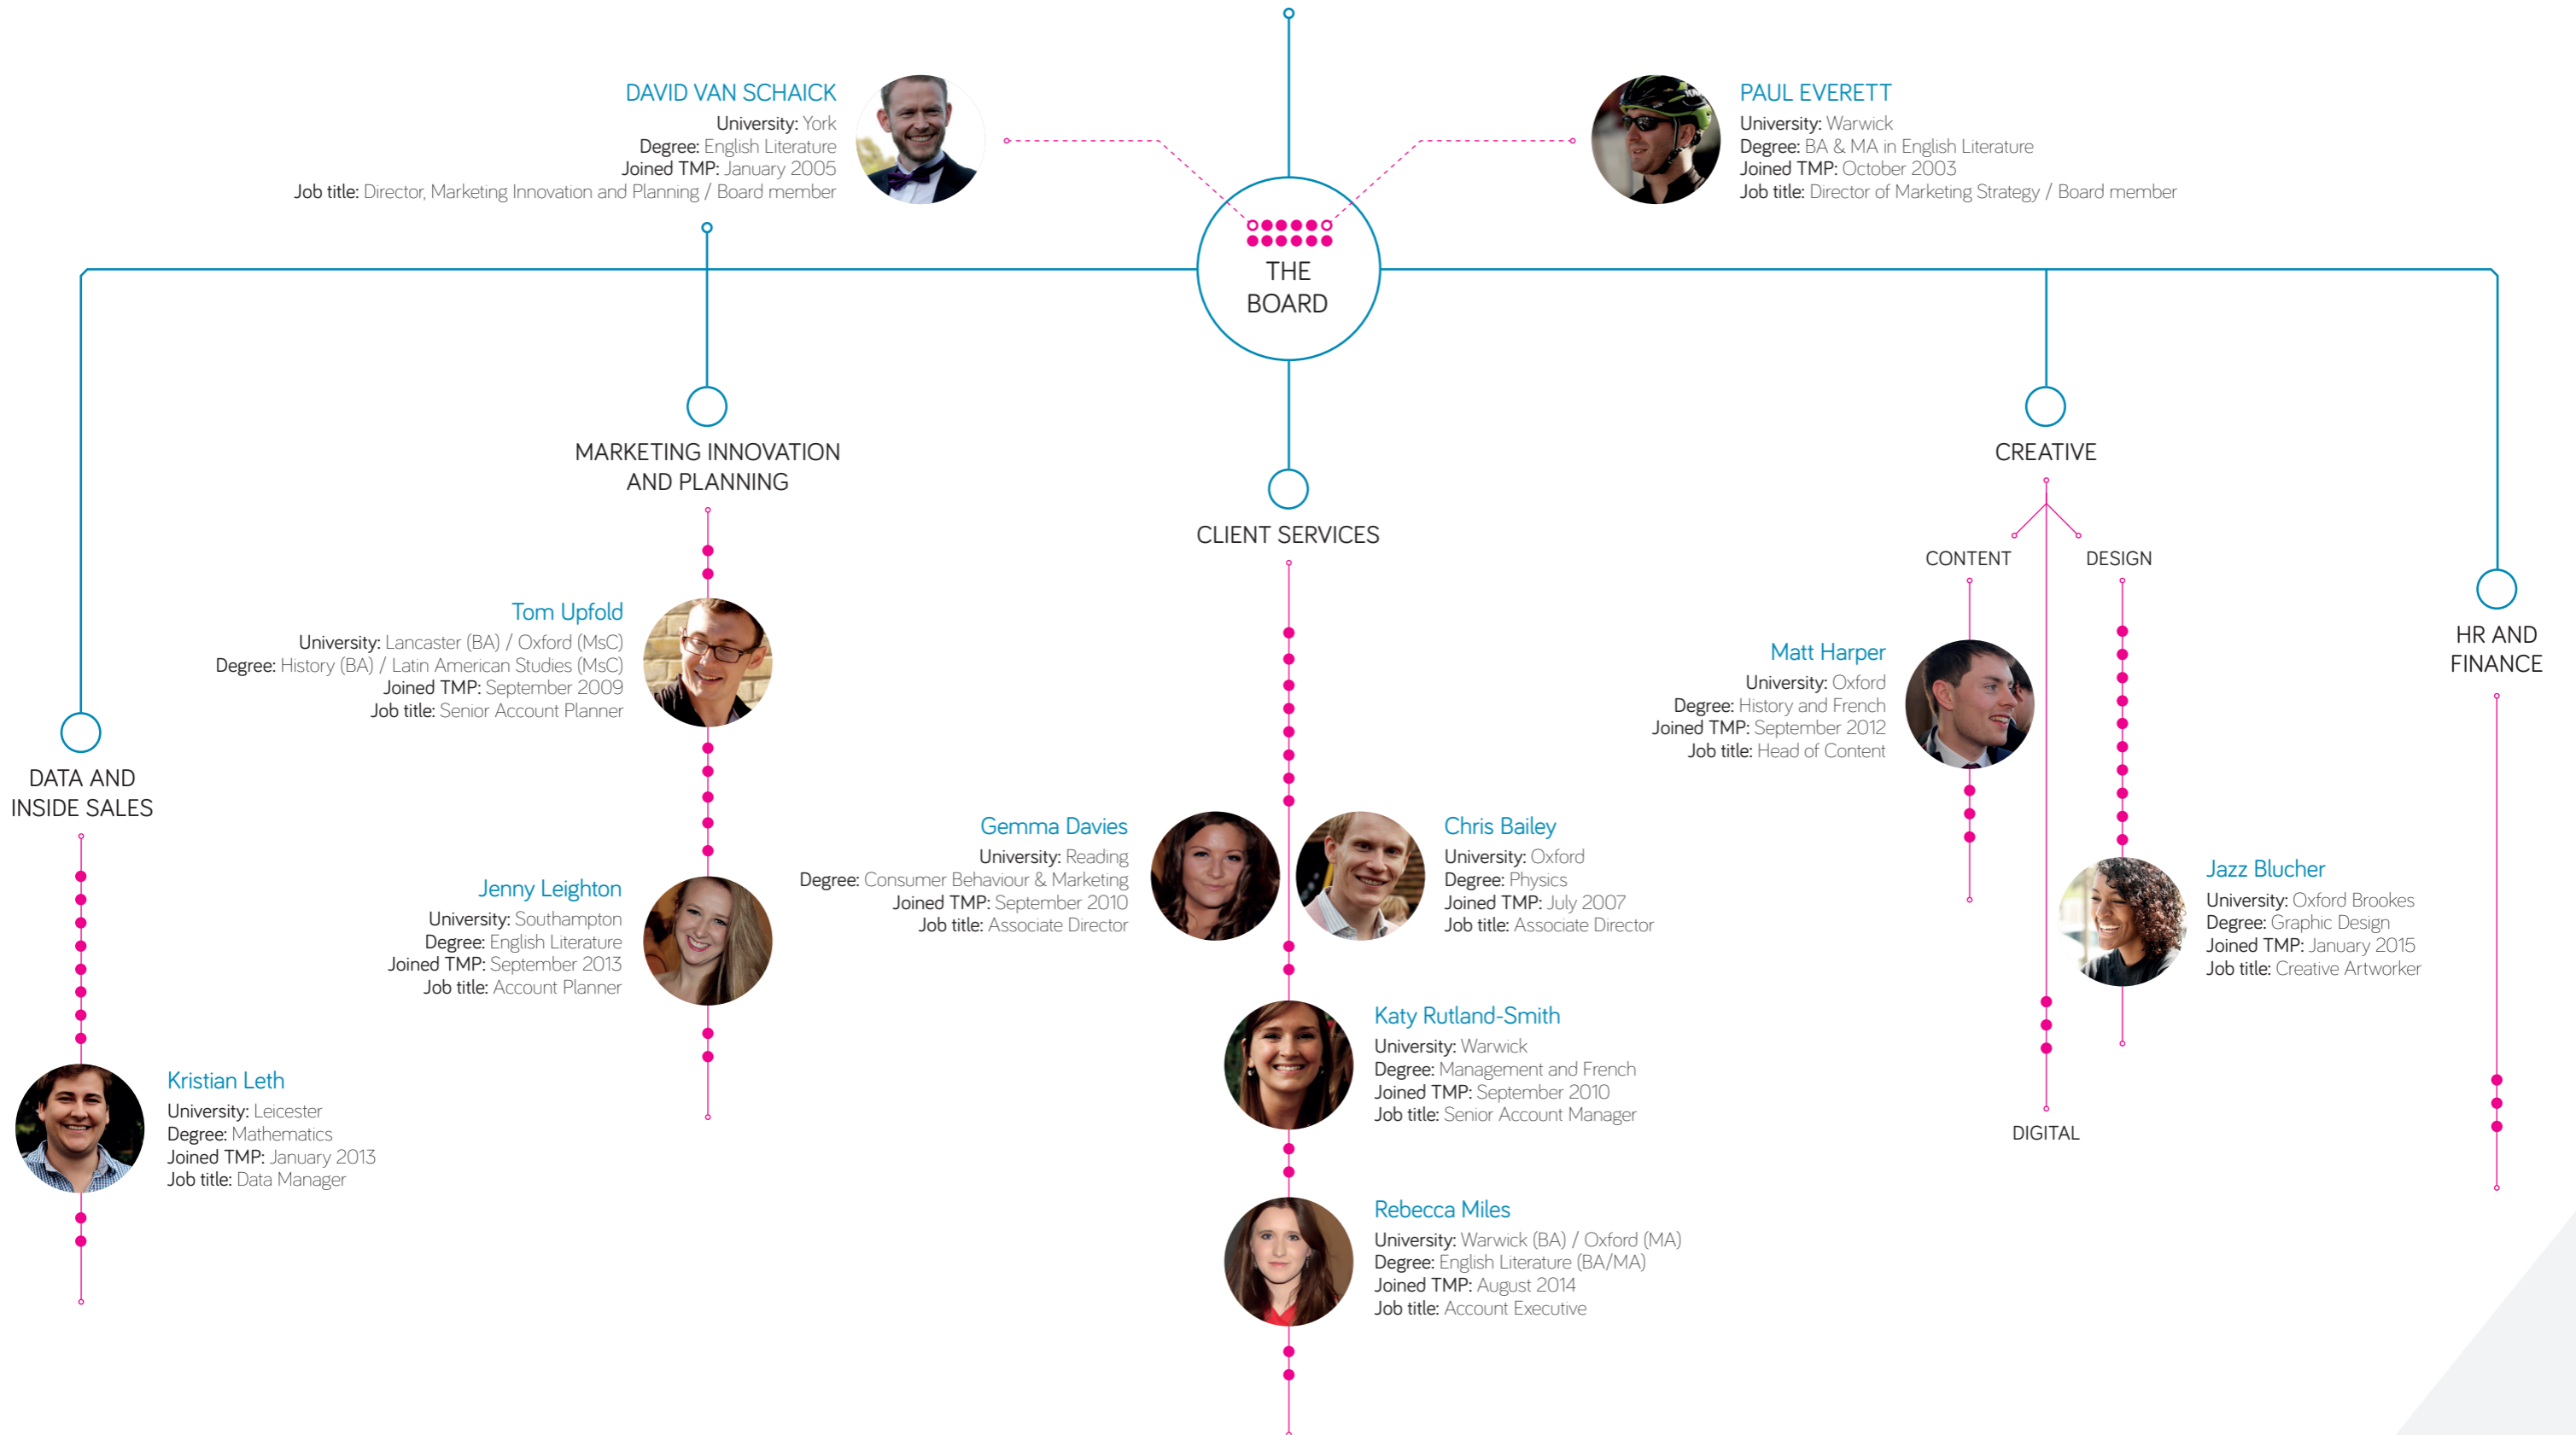 DAVID VAN SCHAICK
University: York
Degree: English Literature
Joined TMP: January 2005
Job title: Director, Marketing Innovation and Planning / Board member
PAUL EVERETT
University: Warwick
Degree: BA & MA in English Literature
Joined TMP: October 2003
Job title: Director of Marketing Strategy / Board member
THE
BOARD
DATA AND
INSIDE SALES
Kristian Leth
University: Leicester
Degree: Mathematics
Joined TMP: January 2013
Job title: Data Manager
MARKETING INNOVATION
AND PLANNING
Tom Upfold
University: Lancaster (BA) / Oxford (MsC)
Degree: History (BA) / Latin American Studies (MsC)
Joined TMP: September 2009
Job title: Senior Account Planner
Jenny Leighton
University: Southampton
Degree: English Literature
Joined TMP: September 2013
Job title: Account Planner
CLIENT SERVICES
Gemma Davies
University: Reading
Degree: Consumer Behaviour & Marketing
Joined TMP: September 2010
Job title: Associate Director
Chris Bailey
University: Oxford
Degree: Physics
Joined TMP: July 2007
Job title: Associate Director
Katy Rutland-Smith
University: Warwick
Degree: Management and French
Joined TMP: September 2010
Job title: Senior Account Manager
Rebecca Miles
University: Warwick (BA) / Oxford (MA)
Degree: English Literature (BA/MA)
Joined TMP: August 2014
Job title: Account Executive
CREATIVE
CONTENT
DESIGN
Matt Harper
University: Oxford
Degree: History and French
Joined TMP: September 2012
Job title: Head of Content
Jazz Blucher
University: Oxford Brookes
Degree: Graphic Design
Joined TMP: January 2015
Job title: Creative Artworker
DIGITAL
HR AND
FINANCE